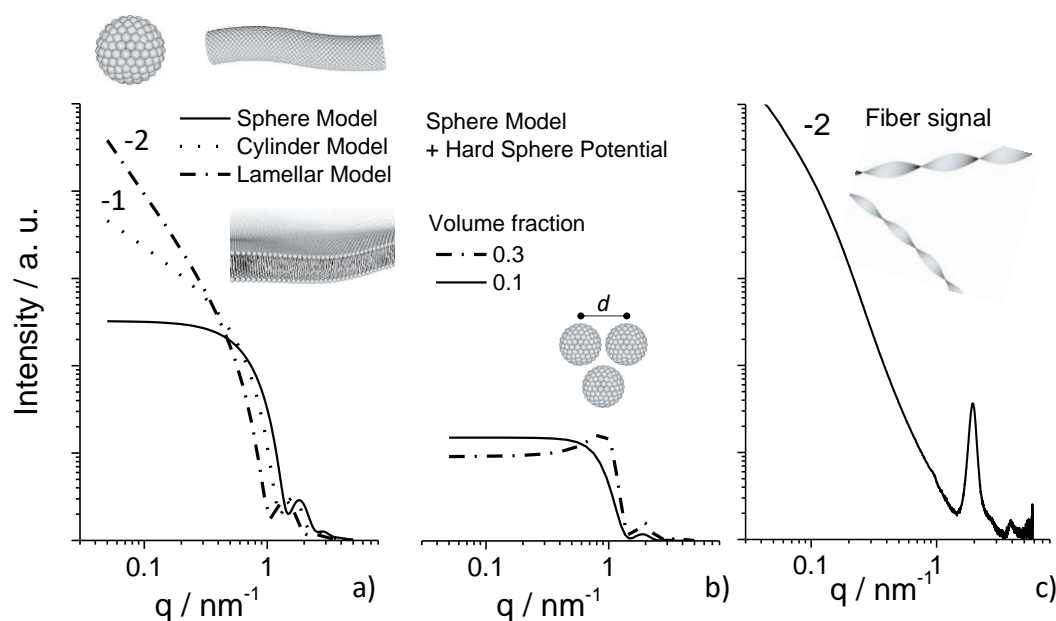 Intensity / a. u.
-2
-1
Sphere Model
Cylinder Model
Lamellar Model
0.1
1
q / nm⁻¹
a)
Sphere Model
+ Hard Sphere Potential
Volume fraction
0.3
0.1
d
0.1
1
q / nm⁻¹
b)
-2
Fiber signal
0.1
1
q / nm⁻¹
c)